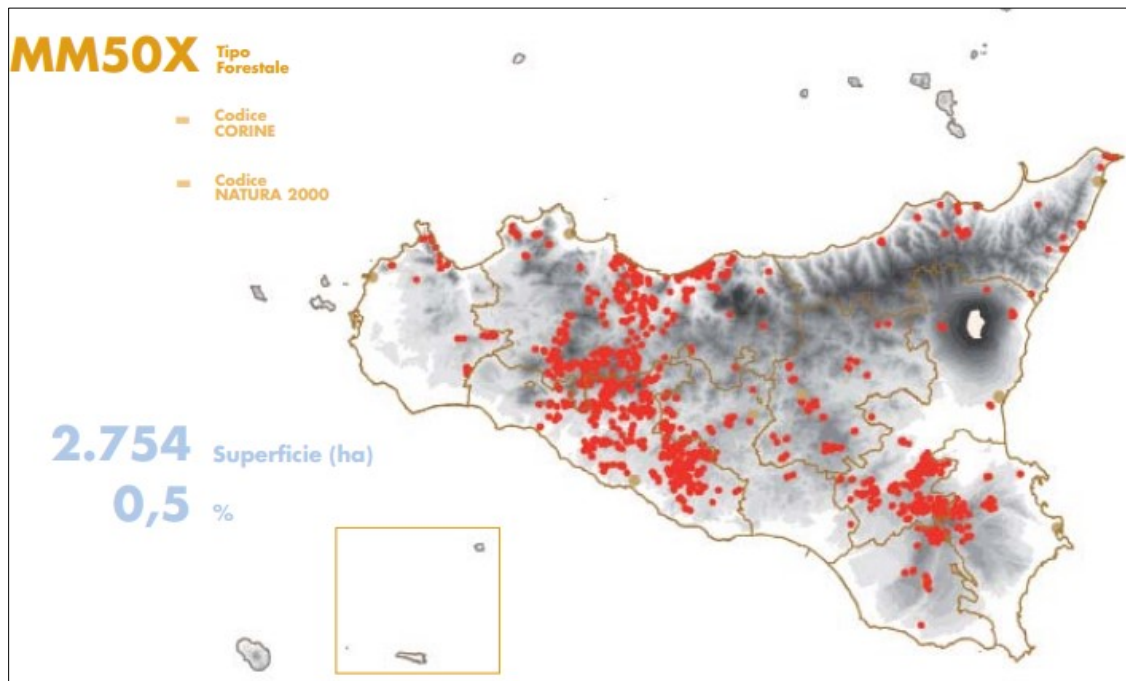 MM50X Tipo
Forestale
- Codice
CORINE
- Codice
NATURA 2000
2.754 Superficie (ha)
0,5 %